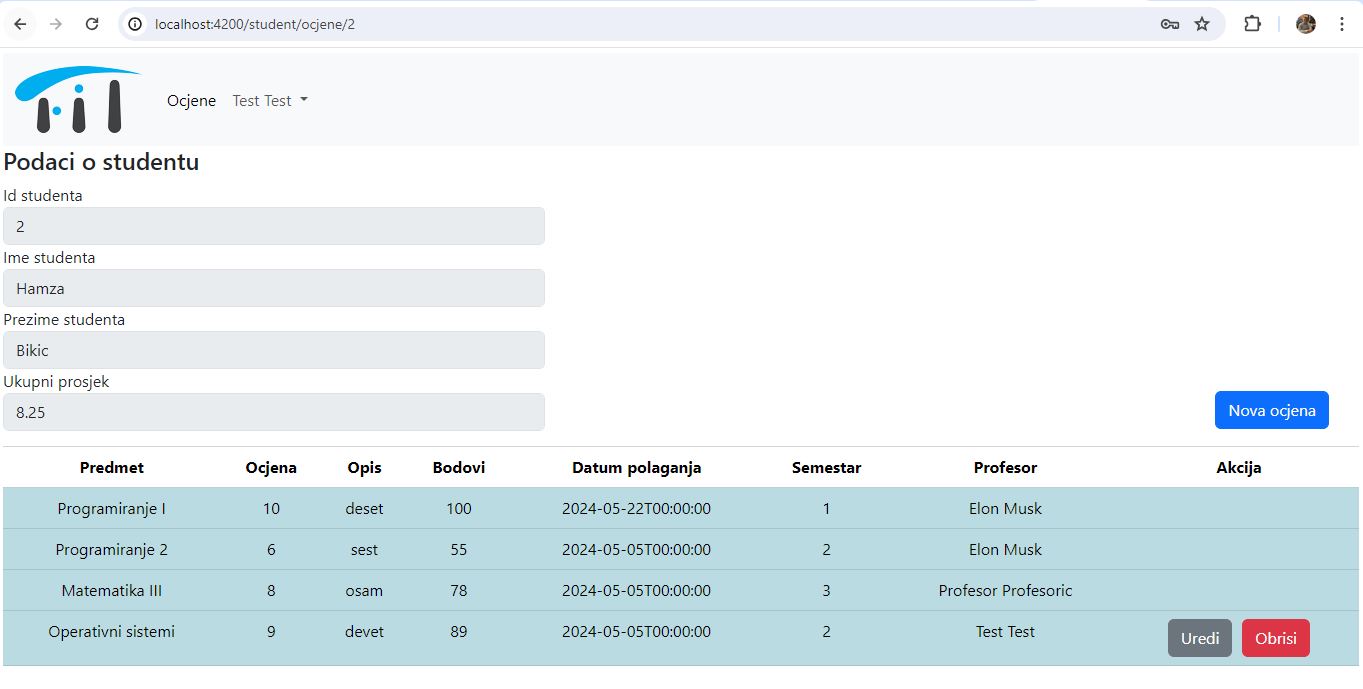 localhost:4200/student/ocjene/2
FIT Ocjene Test Test
Podaci o studentu
Id studenta
2
Ime studenta
Hamza
Prezime studenta
Bikic
Ukupni prosjek
8.25
Nova ocjena
Predmet Ocjena Opis Bodovi Datum polaganja Semestar Profesor Akcija
Programiranje I 10 deset 100 2024-05-22T00:00:00 1 Elon Musk
Programiranje 2 6 sest 55 2024-05-05T00:00:00 2 Elon Musk
Matematika III 8 osam 78 2024-05-05T00:00:00 3 Profesor Profesoric
Operativni sistemi 9 devet 89 2024-05-05T00:00:00 2 Test Test Uredi Obrisi